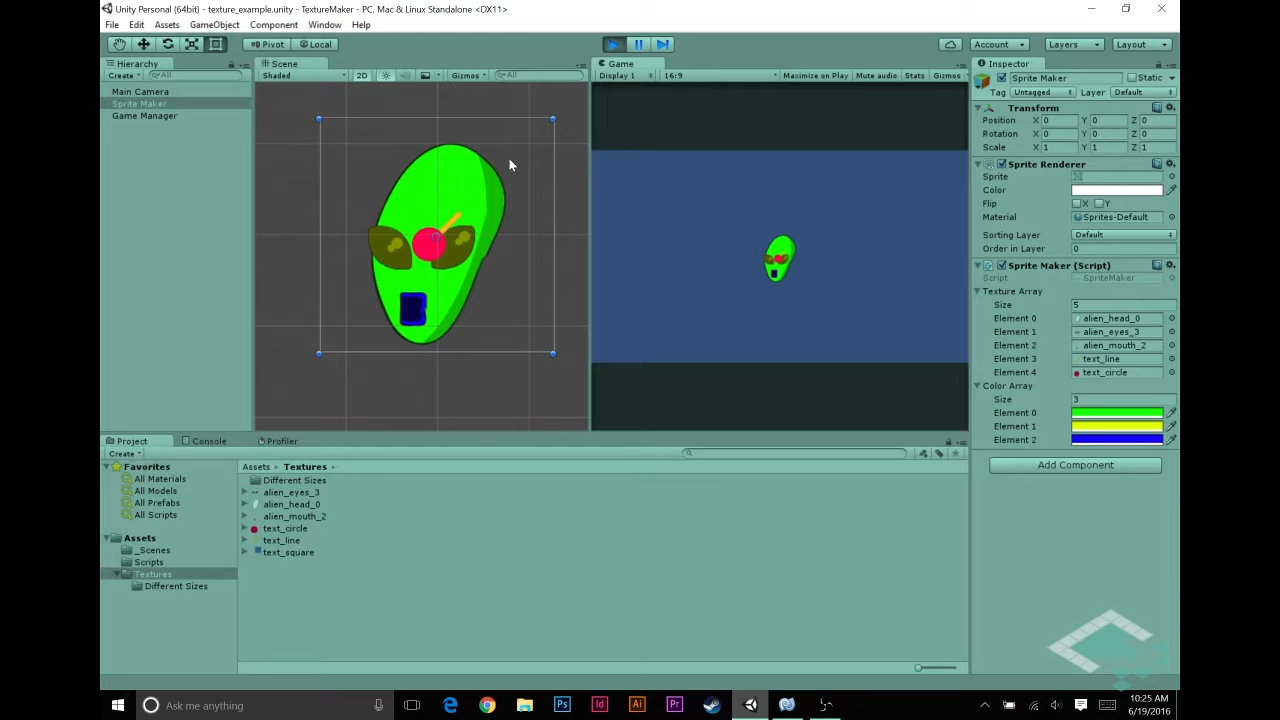 Unity Personal (64bit) - texture_example.unity - TextureMaker - PC, Mac & Linux Standalone <DX11>
File Edit Assets GameObject Component Window Help
Pivot Local Account Layers Layout
Hierarchy Scene Game Inspector
Create All Shaded 2D Gizmos All Display 1 16:9 Maximize on Play Mute audio Stats Gizmos
Main Camera
Sprite Maker
Game Manager
Sprite Maker Static
Tag Untagged Layer Default
Transform
Position X 0 Y 0 Z 0
Rotation X 0 Y 0 Z 0
Scale X 1 Y 1 Z 1
Sprite Renderer
Sprite
Color
Flip X Y
Material Sprites-Default
Sorting Layer Default
Order in Layer 0
Sprite Maker (Script)
Script SpriteMaker
Texture Array
Size 5
Element 0 alien_head_0
Element 1 alien_eyes_3
Element 2 alien_mouth_2
Element 3 text_line
Element 4 text_circle
Color Array
Size 3
Element 0
Element 1
Element 2
Add Component
Project Console Profiler
Create
Favorites
All Materials
All Models
All Prefabs
All Scripts
Assets
_Scenes
Scripts
Textures
Different Sizes
Assets Textures
Different Sizes
alien_eyes_3
alien_head_0
alien_mouth_2
text_circle
text_line
text_square
Ask me anything
Ps Id Ai Pr
10:25 AM
6/19/2016